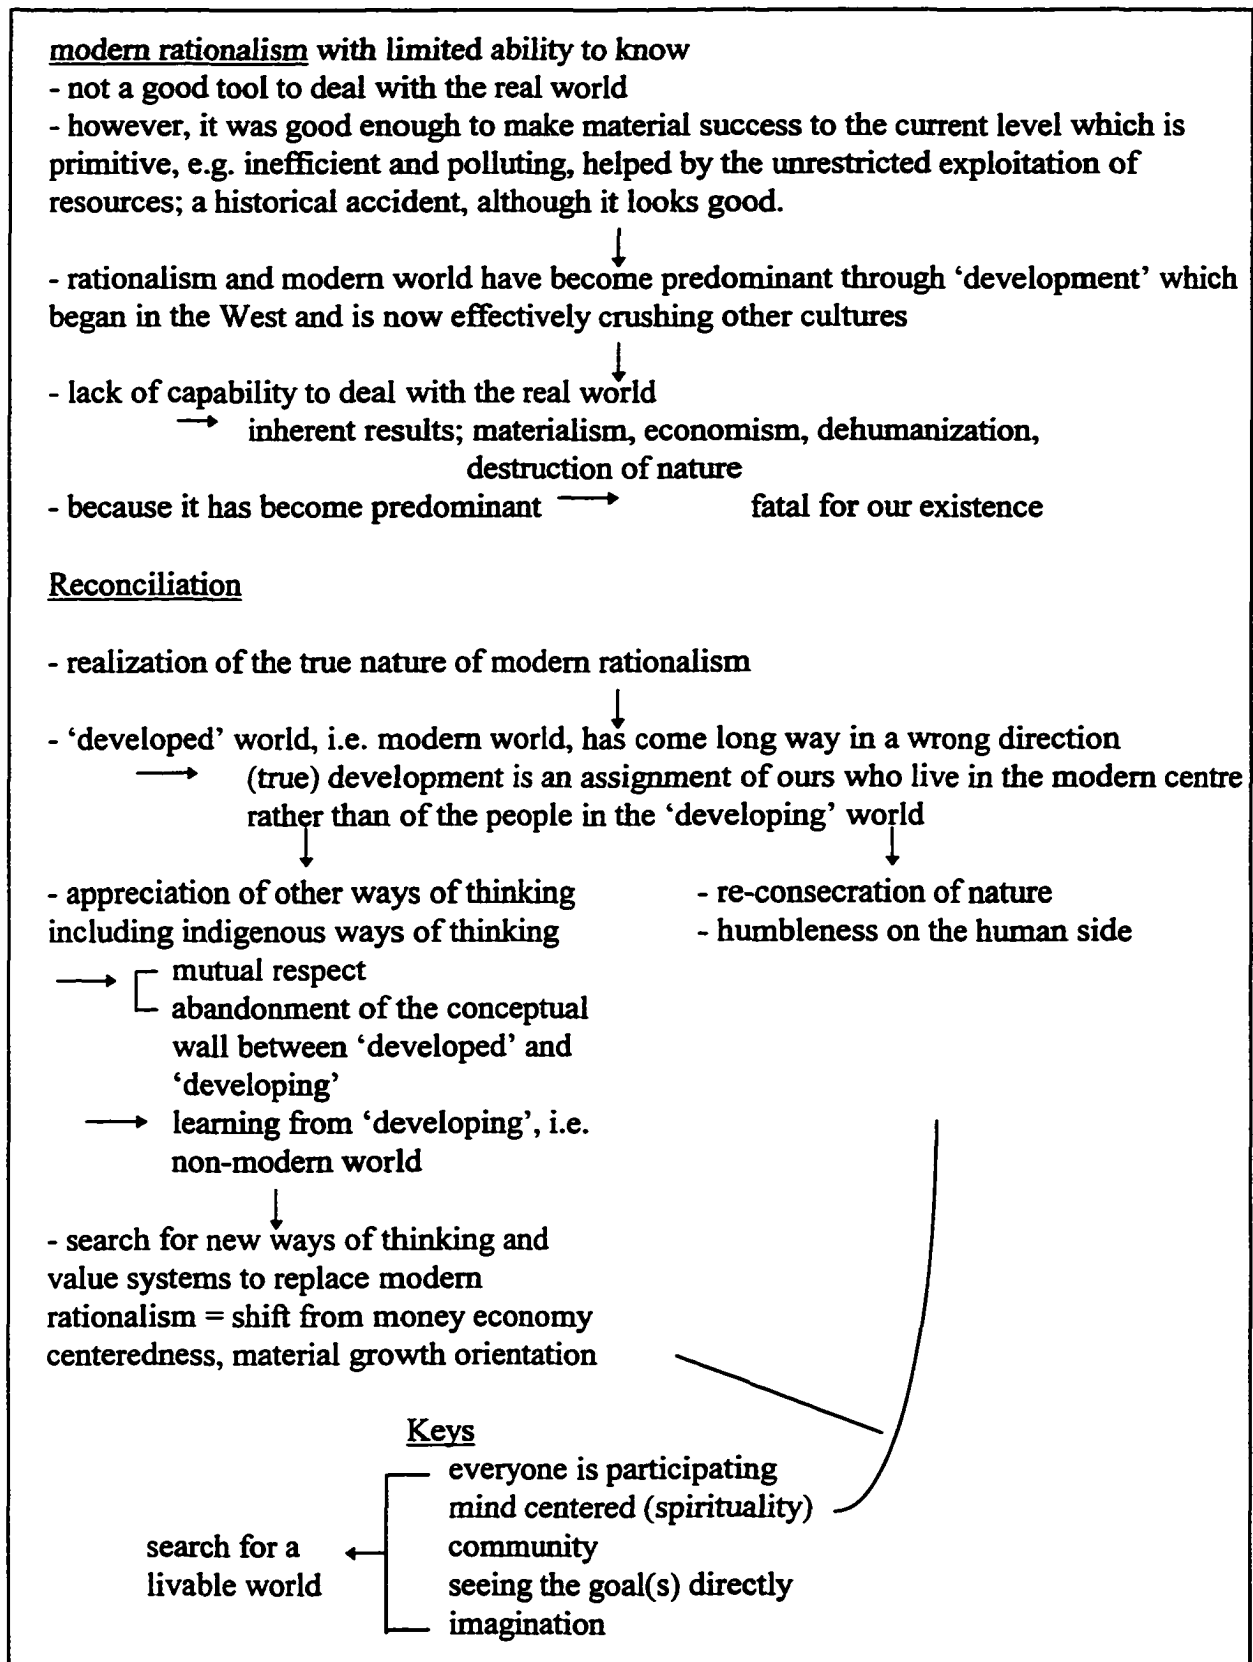 modern rationalism with limited ability to know
- not a good tool to deal with the real world
- however, it was good enough to make material success to the current level which is
primitive, e.g. inefficient and polluting, helped by the unrestricted exploitation of
resources; a historical accident, although it looks good.
- rationalism and modern world have become predominant through ‘development’ which
began in the West and is now effectively crushing other cultures
- lack of capability to deal with the real world
inherent results; materialism, economism, dehumanization,
destruction of nature
- because it has become predominant → fatal for our existence
Reconciliation
- realization of the true nature of modern rationalism
- ‘developed’ world, i.e. modern world, has come long way in a wrong direction
(true) development is an assignment of ours who live in the modern centre
rather than of the people in the ‘developing’ world
- appreciation of other ways of thinking
including indigenous ways of thinking
mutual respect
abandonment of the conceptual
wall between ‘developed’ and
‘developing’
learning from ‘developing’, i.e.
non-modern world
- search for new ways of thinking and
value systems to replace modern
rationalism = shift from money economy
centeredness, material growth orientation
- re-consecration of nature
- humbleness on the human side
Keys
everyone is participating
mind centered (spirituality)
community
seeing the goal(s) directly
imagination
search for a
livable world